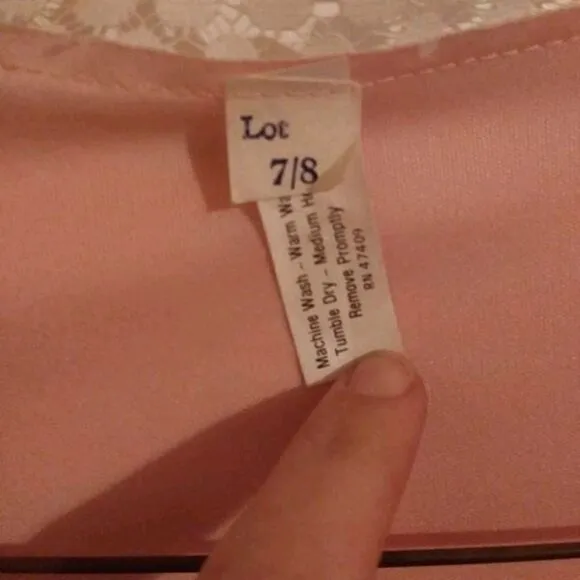 Lot
7/8
Machine Wash - Warm
Tumble Dry - Medium
Remove Promptly
RN 47409